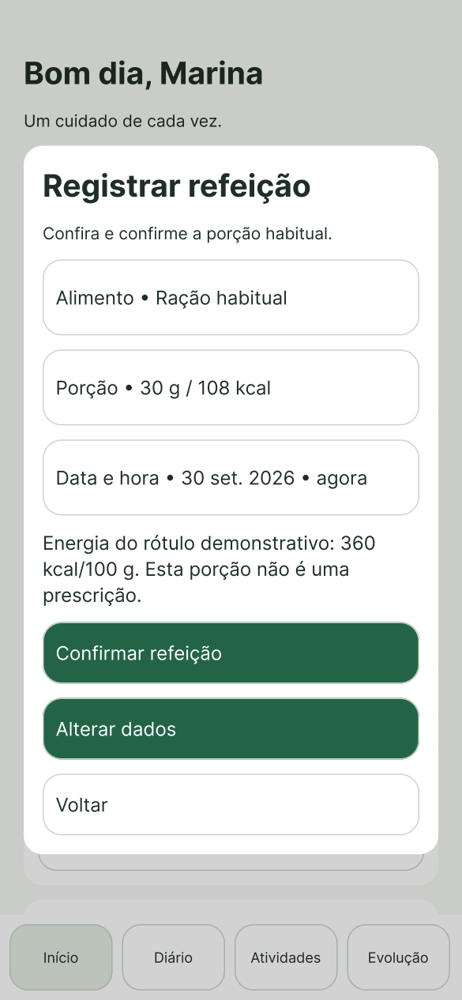 Bom dia, Marina
Um cuidado de cada vez.
Registrar refeição
Confira e confirme a porção habitual.
Alimento • Ração habitual
Porção • 30 g / 108 kcal
Data e hora • 30 set. 2026 • agora
Energia do rótulo demonstrativo: 360
kcal/100 g. Esta porção não é uma
prescrição.
Confirmar refeição
Alterar dados
Voltar
Início
Diário
Atividades
Evolução